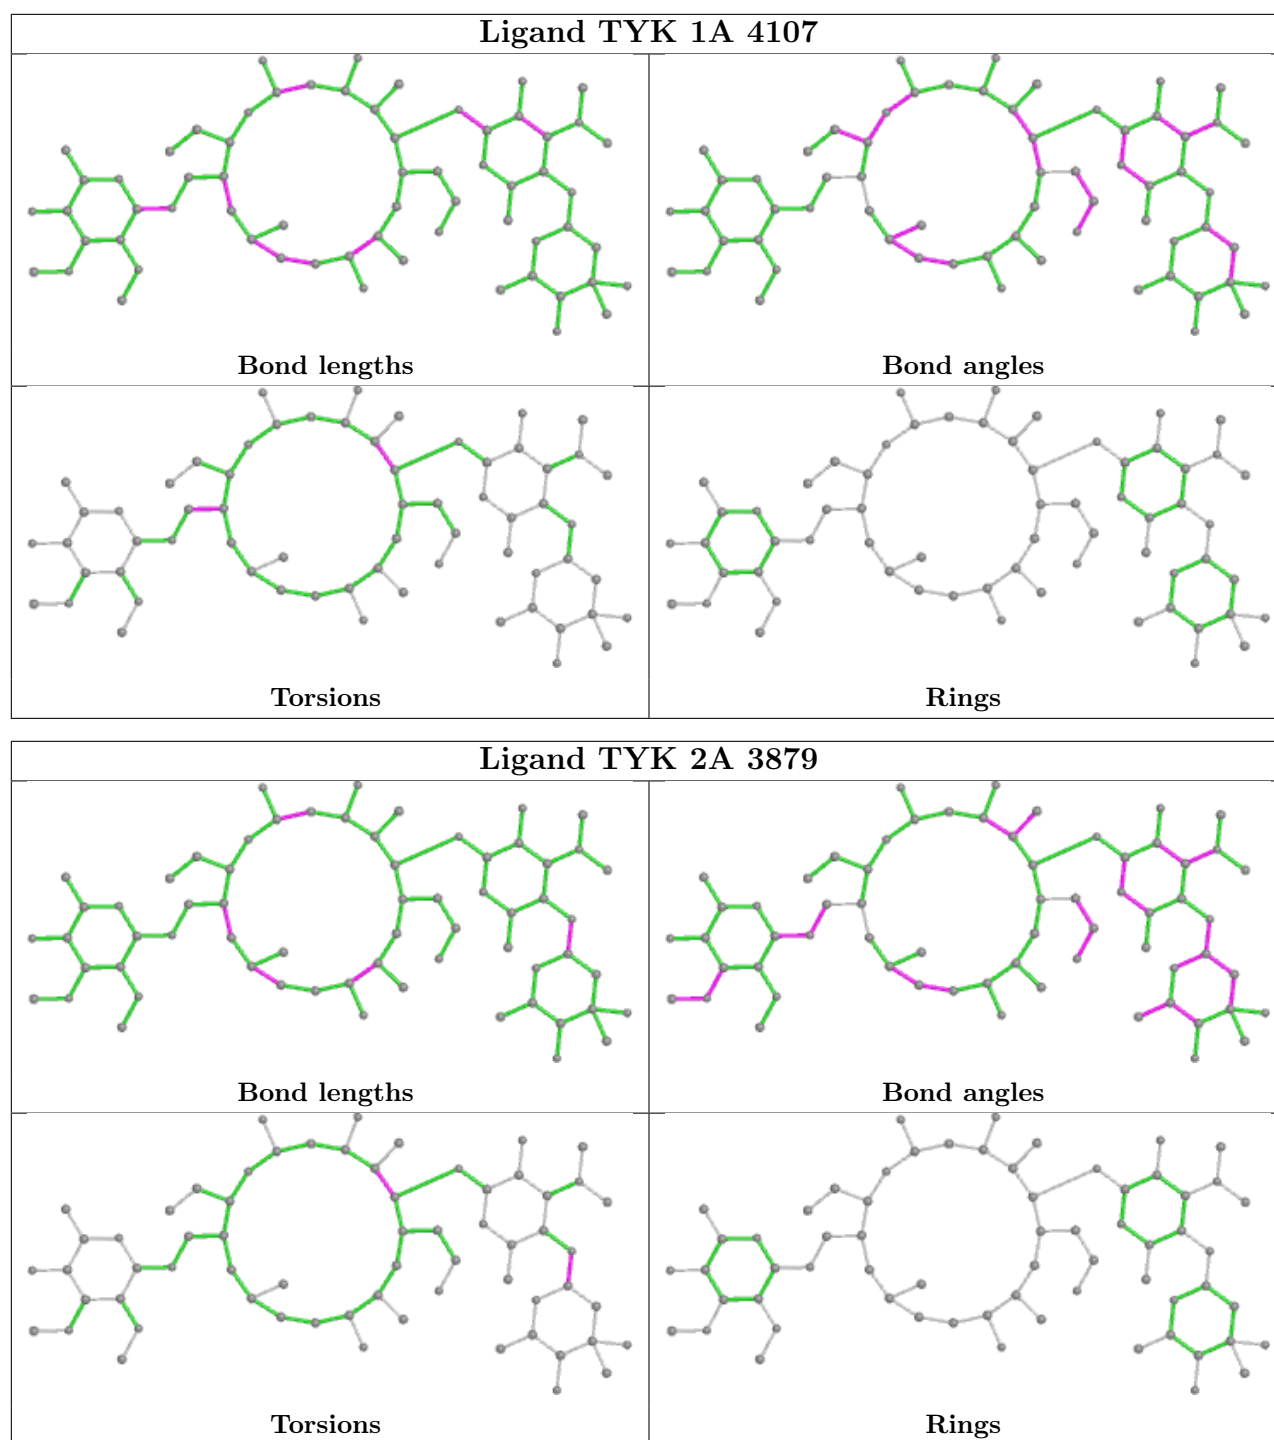 Ligand TYK 1A 4107
Bond lengths
Bond angles
Torsions
Rings
Ligand TYK 2A 3879
Bond lengths
Bond angles
Torsions
Rings